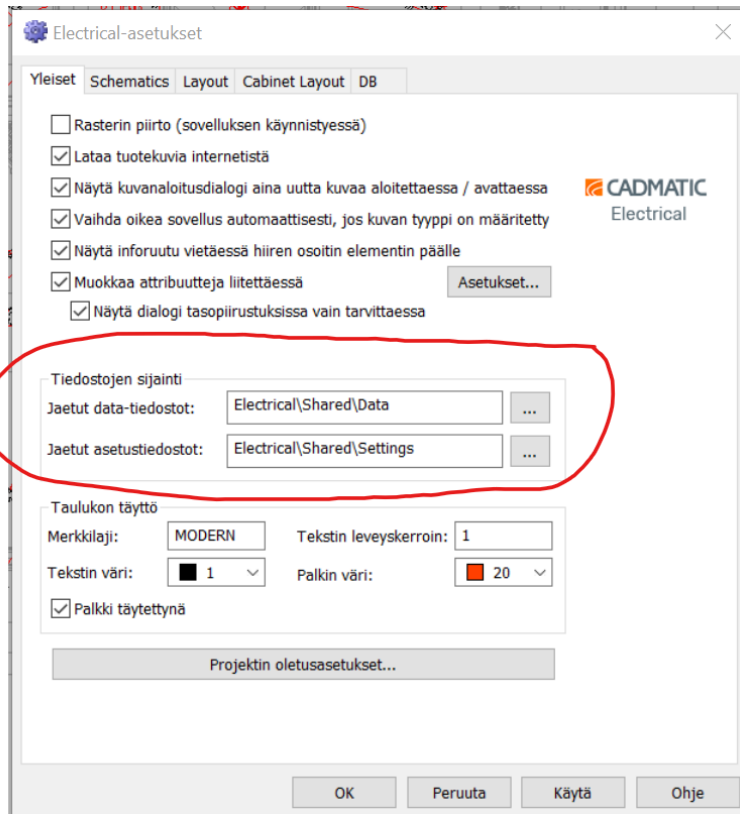 Electrical-asetukset
Yleiset Schematics Layout Cabinet Layout DB
Rasterin piirto (sovelluksen käynnistyessä)
Lataa tuotekuvia internetistä
Näytä kuvanaloitusdialogi aina uutta kuvaa aloitettaessa / avattaessa
CADMATIC
Electrical
Vaihda oikea sovellus automaattisesti, jos kuvan tyyppi on määritetty
Näytä inforuutu vietäessä hiiren osoitin elementin päälle
Muokkaa attribuutteja liitettäessä Asetukset...
Näytä dialogi tasopiirustuksissa vain tarvittaessa
Tiedostojen sijainti
Jaetut data-tiedostot: Electrical\Shared\Data ...
Jaetut asetustiedostot: Electrical\Shared\Settings ...
Taulukon täyttö
Merkkilaji: MODERN Tekstin leveyskerroin: 1
Tekstin väri: 1 Palkin väri: 20
Palkki täytettynä
Projektin oletusasetukset...
OK Peruuta Käytä Ohje